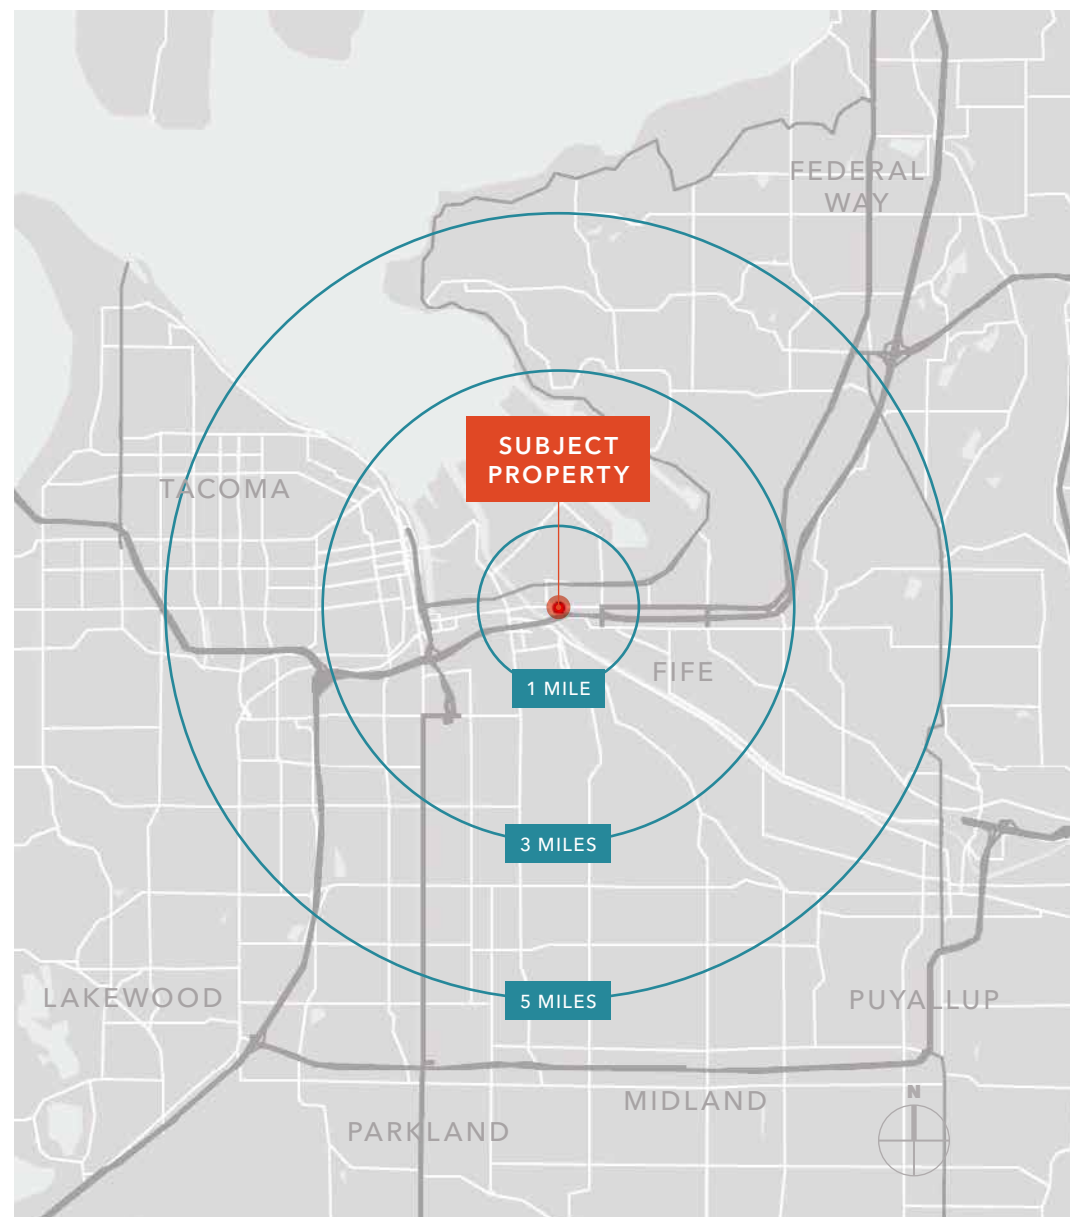 FEDERAL
WAY
SUBJECT
PROPERTY
TACOMA
FIFE
1 MILE
3 MILES
LAKEWOOD
5 MILES
PUYALLUP
N
MIDLAND
PARKLAND